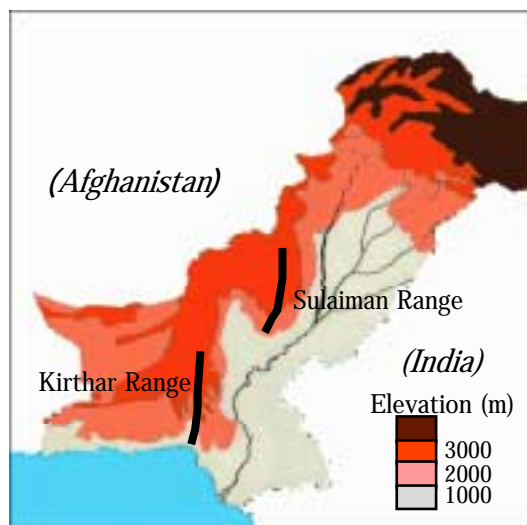 (Afghanistan)
Sulaiman Range
(India)
Kirthar Range
Elevation (m)
3000
2000
1000